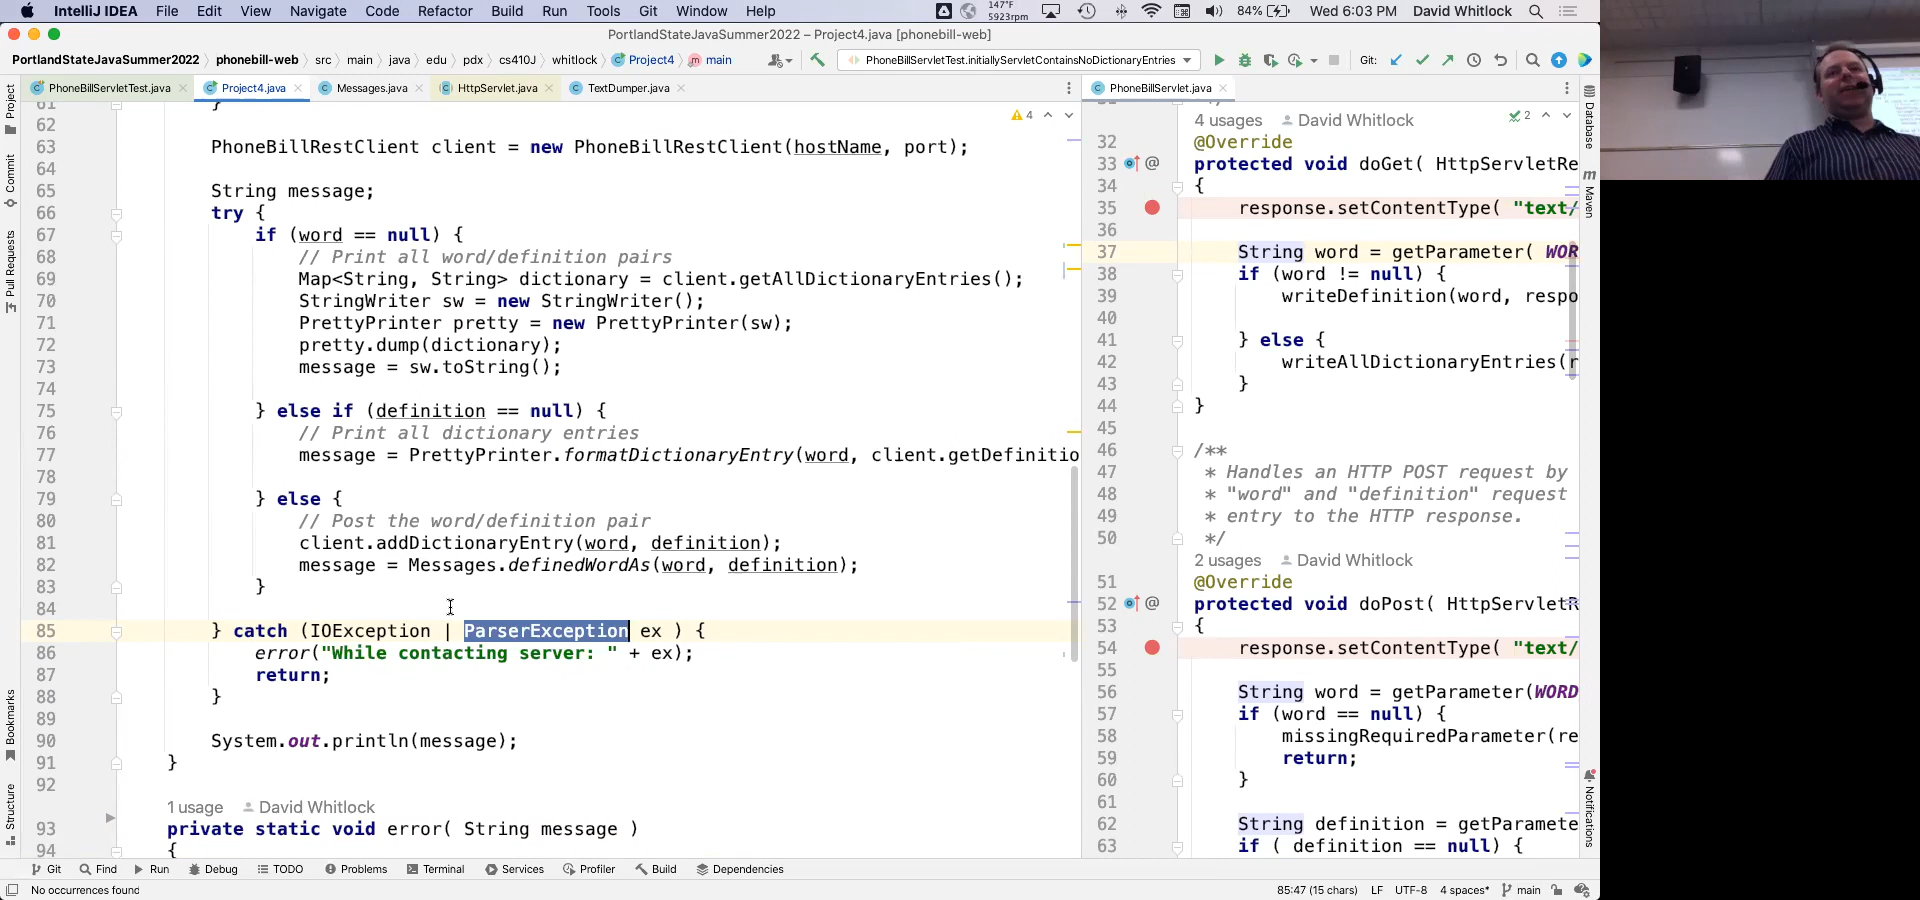 IntelliJ IDEA File Edit View Navigate Code Refactor Build Run Tools Git Window Help 147°F 5923rpm 84% Wed 6:03 PM David Whitlock
PortlandStateJavaSummer2022 – Project4.java [phonebill-web]
PortlandStateJavaSummer2022 phonebill-web src main java edu pdx cs410J whitlock Project4 main PhoneBillServletTest.initiallyServletContainsNoDictionaryEntries Git:
PhoneBillServletTest.java Project4.java Messages.java HttpServlet.java TextDumper.java PhoneBillServlet.java
Project
Commit
Pull Requests
Bookmarks
Structure
61 }
62
63 PhoneBillRestClient client = new PhoneBillRestClient(hostName, port);
64
65 String message;
66 try {
67 if (word == null) {
68 // Print all word/definition pairs
69 Map<String, String> dictionary = client.getAllDictionaryEntries();
70 StringWriter sw = new StringWriter();
71 PrettyPrinter pretty = new PrettyPrinter(sw);
72 pretty.dump(dictionary);
73 message = sw.toString();
74
75 } else if (definition == null) {
76 // Print all dictionary entries
77 message = PrettyPrinter.formatDictionaryEntry(word, client.getDefinitio
78
79 } else {
80 // Post the word/definition pair
81 client.addDictionaryEntry(word, definition);
82 message = Messages.definedWordAs(word, definition);
83 }
84
85 } catch (IOException | ParserException ex ) {
86 error("While contacting server: " + ex);
87 return;
88 }
89
90 System.out.println(message);
91 }
92
1 usage David Whitlock
93 private static void error( String message )
94 {
4
4 usages David Whitlock
2
32 @Override
33 protected void doGet( HttpServletRe
34 {
35 response.setContentType( "text/
36
37 String word = getParameter( WOR
38 if (word != null) {
39 writeDefinition(word, respo
40
41 } else {
42 writeAllDictionaryEntries(r
43 }
44 }
45
46 /**
47 * Handles an HTTP POST request by
48 * "word" and "definition" request
49 * entry to the HTTP response.
50 */
2 usages David Whitlock
51 @Override
52 protected void doPost( HttpServletR
53 {
54 response.setContentType( "text/
55
56 String word = getParameter(WORD
57 if (word == null) {
58 missingRequiredParameter(re
59 return;
60 }
61
62 String definition = getParamete
63 if ( definition == null) {
Database
Maven
Notifications
Git Find Run Debug TODO Problems Terminal Services Profiler Build Dependencies
No occurrences found 85:47 (15 chars) LF UTF-8 4 spaces* main